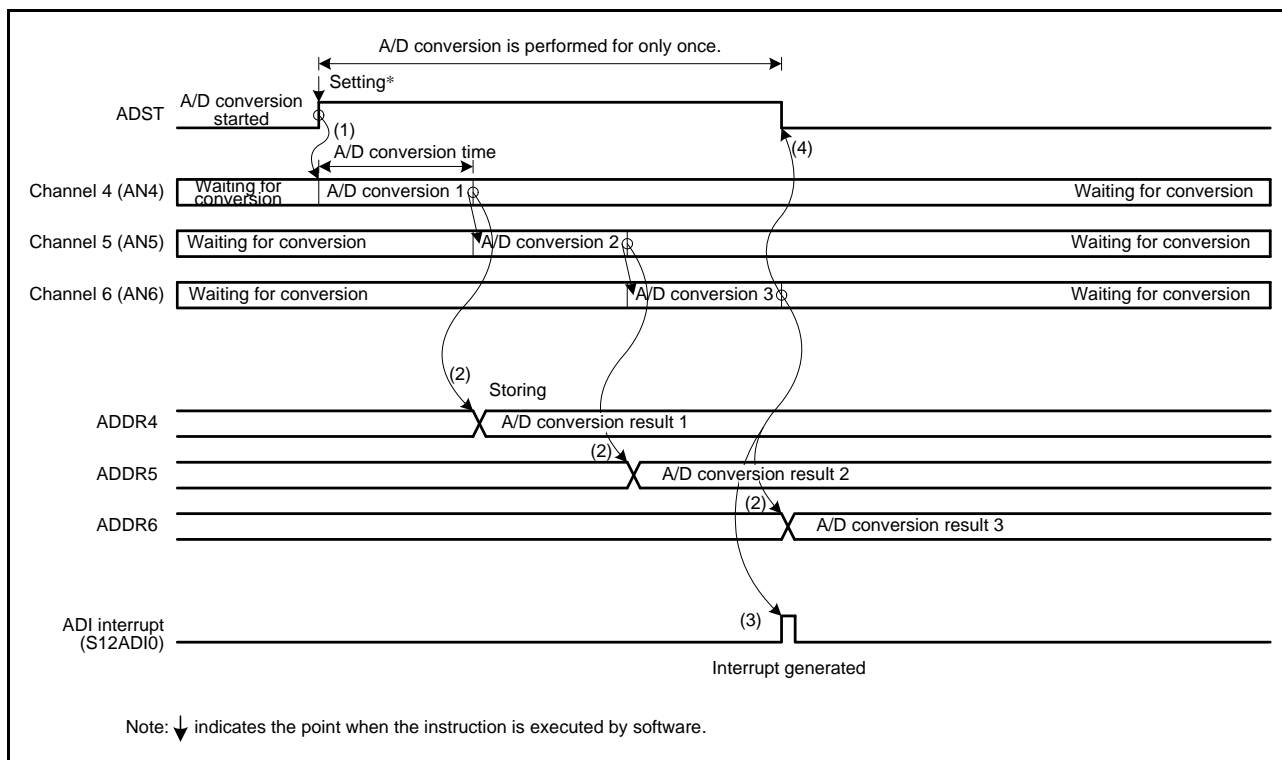 A/D conversion is performed for only once.
Setting*
ADST
A/D conversion
started
(1)
(4)
A/D conversion time
Channel 4 (AN4)
Waiting for
conversion
A/D conversion 1
Waiting for conversion
Channel 5 (AN5)
Waiting for conversion
A/D conversion 2
Waiting for conversion
Channel 6 (AN6)
Waiting for conversion
A/D conversion 3
Waiting for conversion
(2)
Storing
ADDR4
A/D conversion result 1
(2)
ADDR5
A/D conversion result 2
(2)
ADDR6
A/D conversion result 3
(3)
ADI interrupt
(S12ADI0)
Interrupt generated
Note: ↓ indicates the point when the instruction is executed by software.